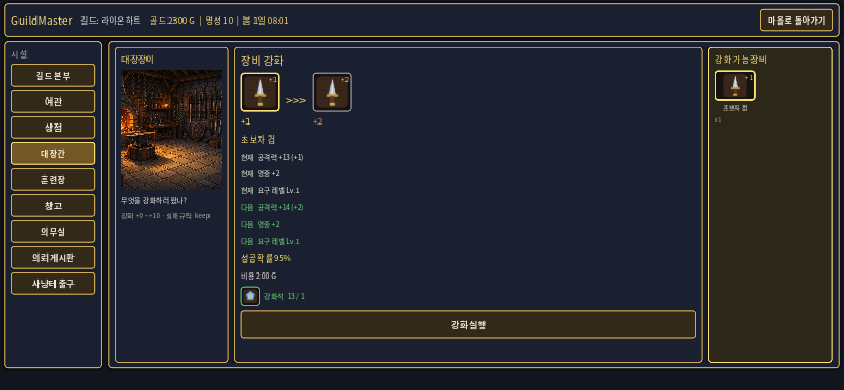 GuildMaster 길드: 라이온하트 골드 2300 G | 명성 10 | 봄 1일 08:01 마을로 돌아가기
시설
길드 본부
여관
상점
대장간
훈련장
창고
의무실
의뢰 게시판
사냥터 출구
대장장이
무엇을 강화하러 왔나?
강화 +0 ~ +10 · 실패 규칙: keep
장비 강화
+1 >>> +2
+1 +2
초보자 검
현재 공격력 +13 (+1)
현재 명중 +2
현재 요구 레벨 Lv.1
다음 공격력 +14 (+2)
다음 명중 +2
다음 요구 레벨 Lv.1
성공 확률 95%
비용 200 G
강화석 13 / 1
강화 실행
강화 가능 장비
+1
초보자 검
x1